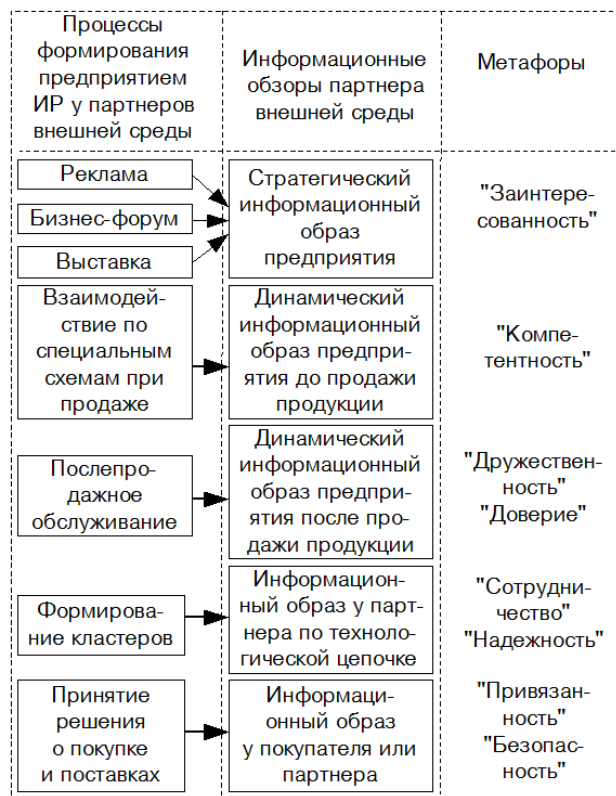 Процессы
формирования
предприятием
ИР у партнеров
внешней среды
Информационные
обзоры партнера
внешней среды
Метафоры
Реклама
Бизнес-форум
Выставка
Стратегический
информационный
образ
предприятия
"Заинтере-
сованность"
Взаимодей-
ствие по
специальным
схемам при
продаже
Динамический
информационный
образ предпри-
ятия до продажи
продукции
"Компе-
тентность"
Послепро-
дажное
обслуживание
Динамический
информационный
образ предпри-
ятия после про-
дажи продукции
"Дружествен-
ность"
"Доверие"
Формирова-
ние кластеров
Информацион-
ный образ у парт-
нера по техноло-
гической цепочке
"Сотрудни-
чество"
"Надежность"
Принятие
решения
о покупке
и поставках
Информаци-
онный образ
у покупателя или
партнера
"Привязан-
ность"
"Безопас-
ность"